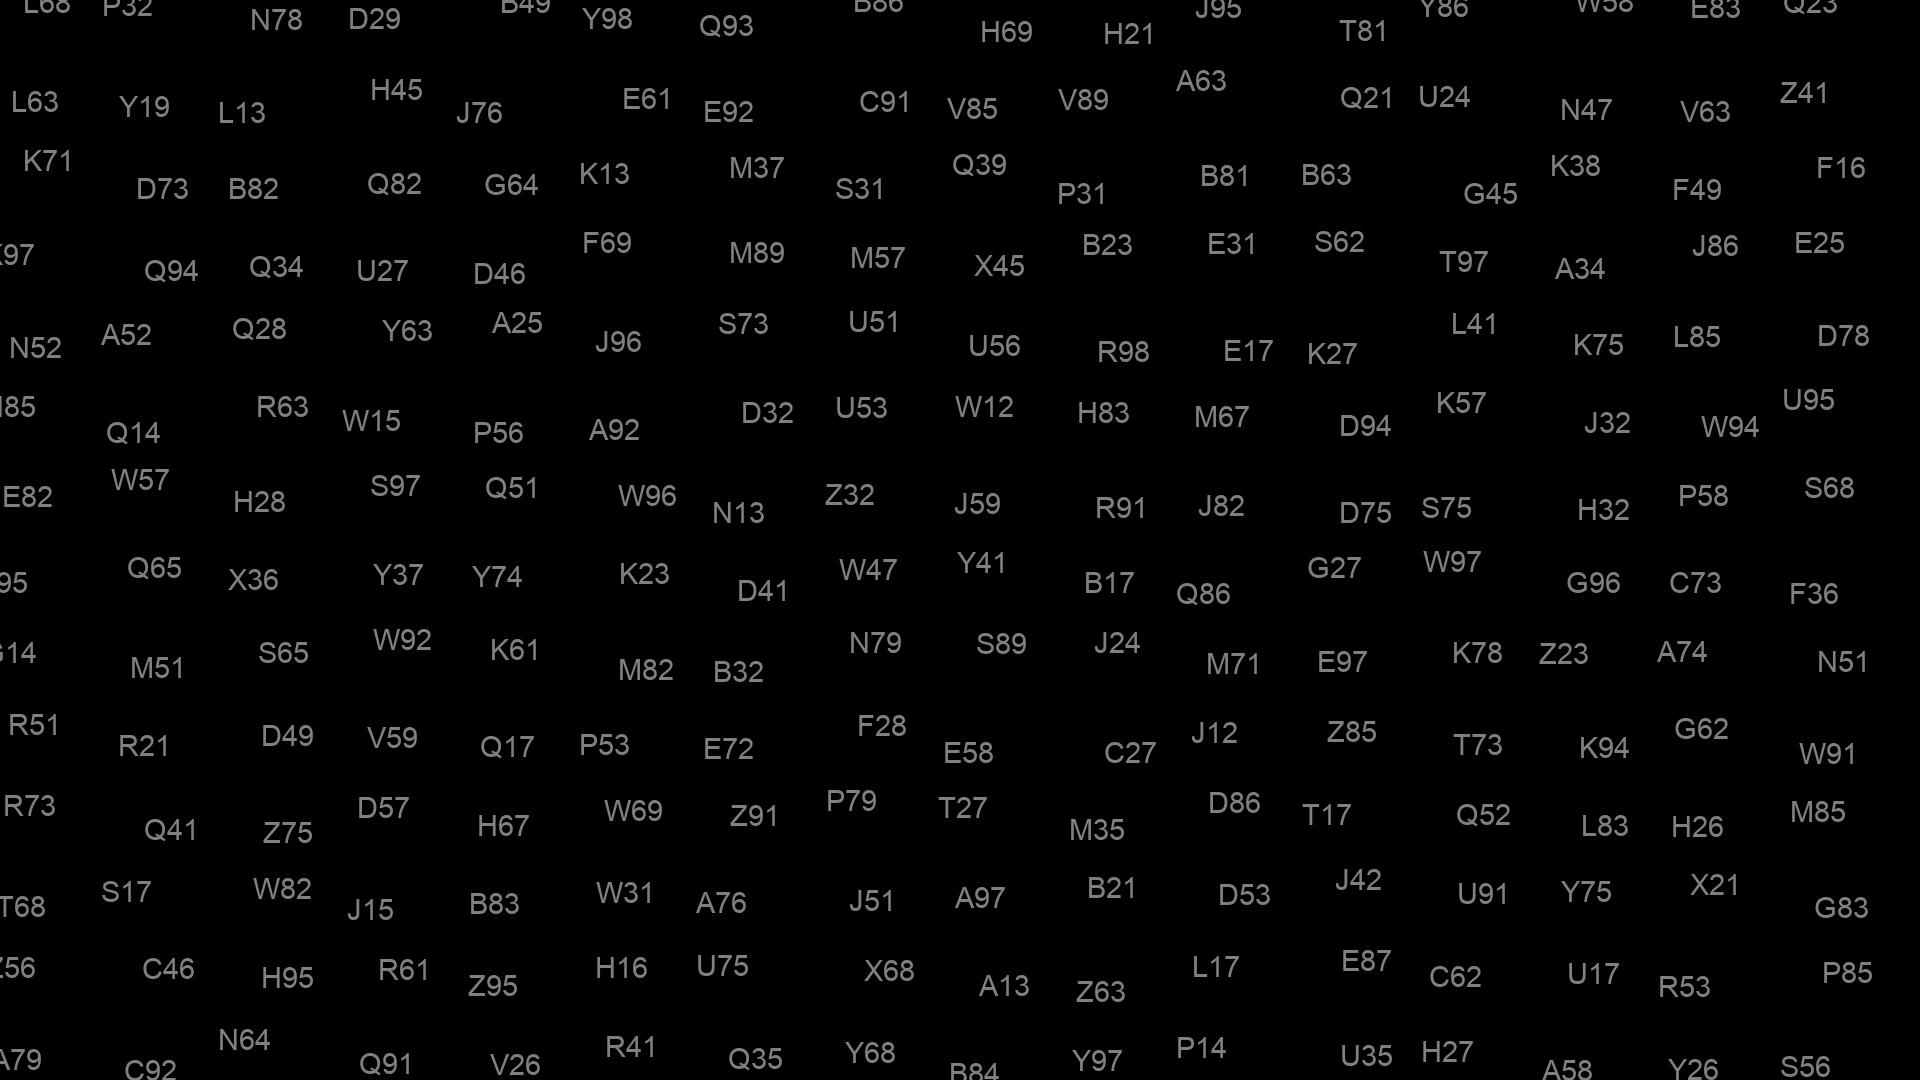 L68 P32 N78 D29 B49 Y98 Q93 B86 H69 H21 J95 T81 Y86 W58 E83 Q23
L63 Y19 L13 H45 J76 E61 E92 C91 V85 V89 A63 Q21 U24 N47 V63 Z41
K71 D73 B82 Q82 G64 K13 M37 S31 Q39 P31 B81 B63 G45 K38 F49 F16
Q94 Q34 U27 D46 F69 M89 M57 X45 B23 E31 S62 T97 A34 J86 E25
N52 A52 Q28 Y63 A25 J96 S73 U51 U56 R98 E17 K27 L41 K75 L85 D78
Q14 R63 W15 P56 A92 D32 U53 W12 H83 M67 D94 K57 J32 W94 U95
E82 W57 H28 S97 Q51 W96 N13 Z32 J59 R91 J82 D75 S75 H32 P58 S68
95 Q65 X36 Y37 Y74 K23 D41 W47 Y41 B17 Q86 G27 W97 G96 C73 F36
G14 M51 S65 W92 K61 M82 B32 N79 S89 J24 M71 E97 K78 Z23 A74 N51
R51 R21 D49 V59 Q17 P53 E72 F28 E58 C27 J12 Z85 T73 K94 G62 W91
R73 Q41 Z75 D57 H67 W69 Z91 P79 T27 M35 D86 T17 Q52 L83 H26 M85
T68 S17 W82 J15 B83 W31 A76 J51 A97 B21 D53 J42 U91 Y75 X21 G83
Z56 C46 H95 R61 Z95 H16 U75 X68 A13 Z63 L17 E87 C62 U17 R53 P85
A79 C92 N64 Q91 V26 R41 Q35 Y68 B84 Y97 P14 U35 H27 A58 Y26 S56